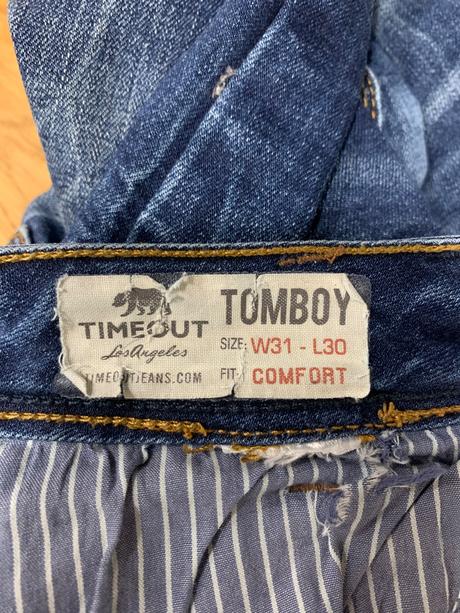 TIMEOUT
Los Angeles
TIMEOUTJEANS.COM
TOMBOY
SIZE: W31 - L30
FIT: COMFORT